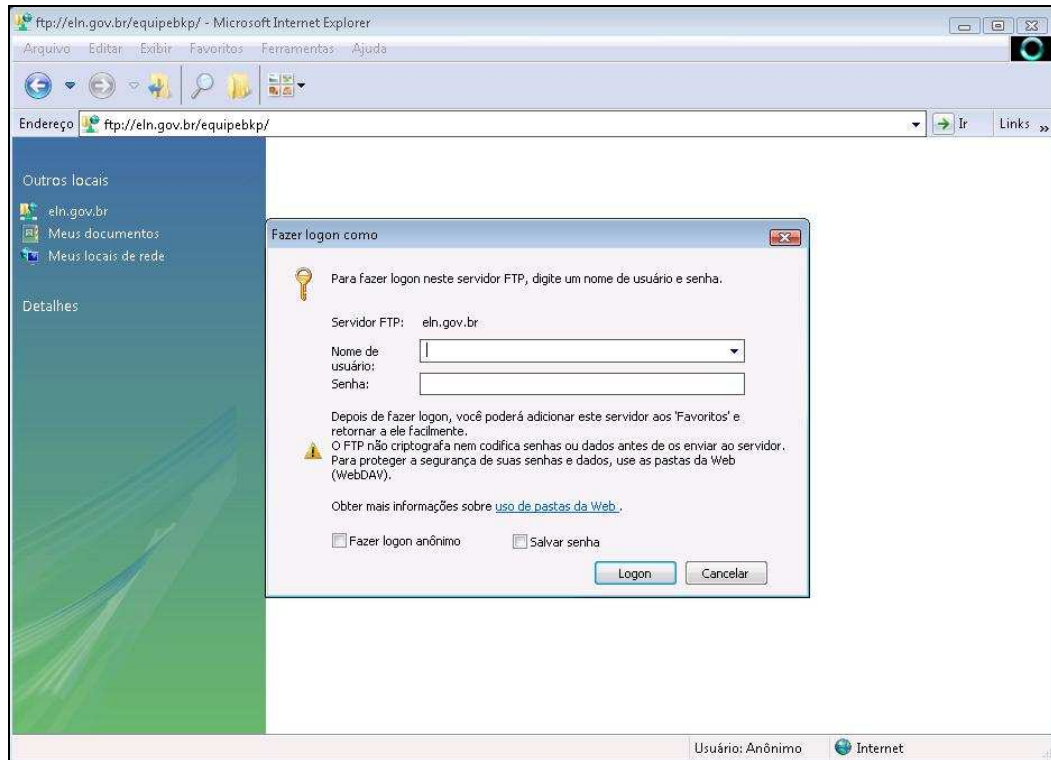 ftp://eln.gov.br/equipebkp/ - Microsoft Internet Explorer
Arquivo Editar Exibir Favoritos Ferramentas Ajuda
Endereço ftp://eln.gov.br/equipebkp/ Ir Links »
Outros locais
eln.gov.br
Meus documentos
Meus locais de rede
Detalhes
Fazer logon como
Para fazer logon neste servidor FTP, digite um nome de usuário e senha.
Servidor FTP: eln.gov.br
Nome de
usuário:
Senha:
Depois de fazer logon, você poderá adicionar este servidor aos 'Favoritos' e
retornar a ele facilmente.
O FTP não criptografa nem codifica senhas ou dados antes de os enviar ao servidor.
Para proteger a segurança de suas senhas e dados, use as pastas da Web
(WebDAV).
Obter mais informações sobre uso de pastas da Web .
Fazer logon anônimo Salvar senha
Logon Cancelar
Usuário: Anônimo Internet